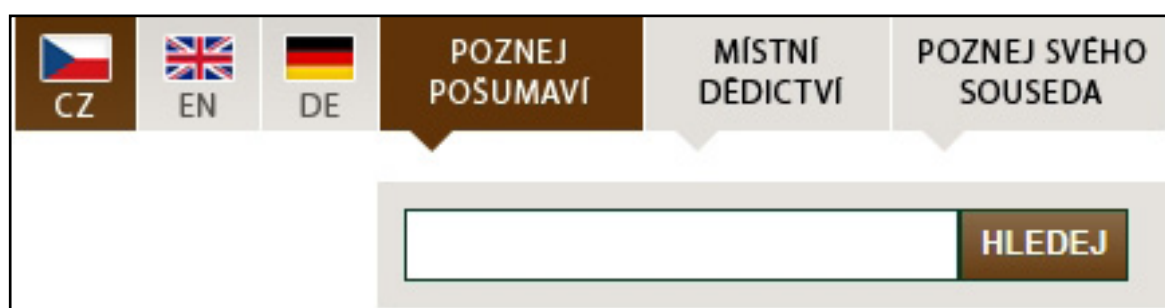 CZ
EN
DE
POZNEJ
POŠUMAVÍ
MÍSTNÍ
DĚDICTVÍ
POZNEJ SVÉHO
SOUSEDA
HLEDEJ